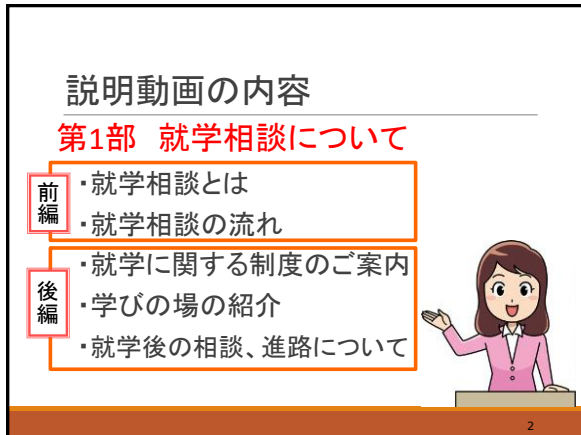 説明動画の内容
第1部　就学相談について
前編
・就学相談とは
・就学相談の流れ
後編
・就学に関する制度のご案内
・学びの場の紹介
・就学後の相談、進路について
2